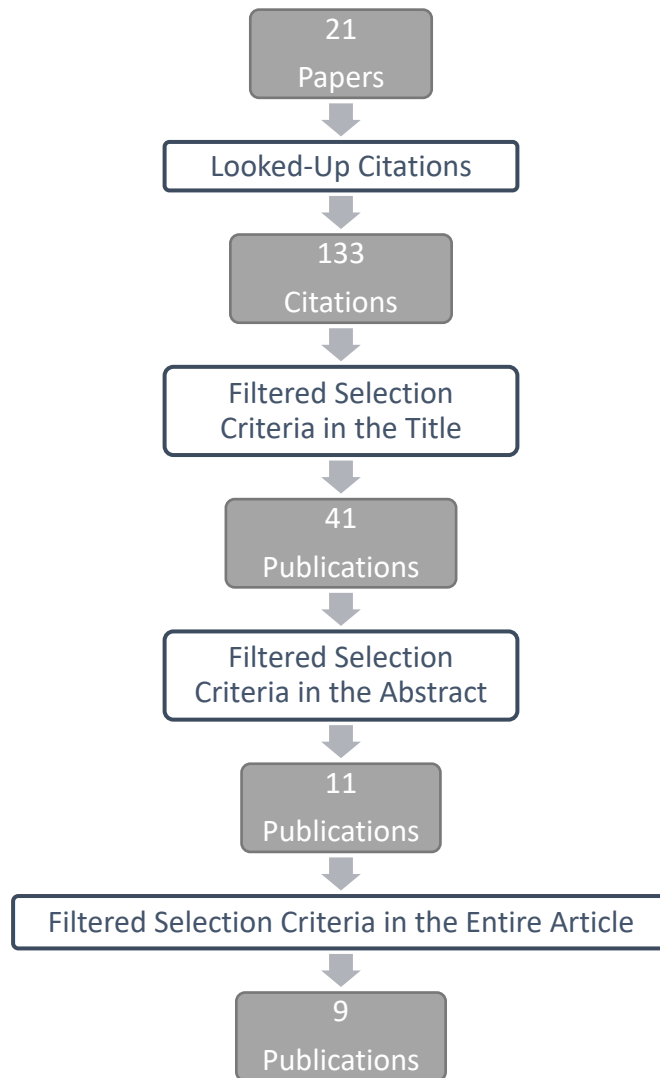 21
Papers
Looked-Up Citations
133
Citations
Filtered Selection
Criteria in the Title
41
Publications
Filtered Selection
Criteria in the Abstract
11
Publications
Filtered Selection Criteria in the Entire Article
9
Publications